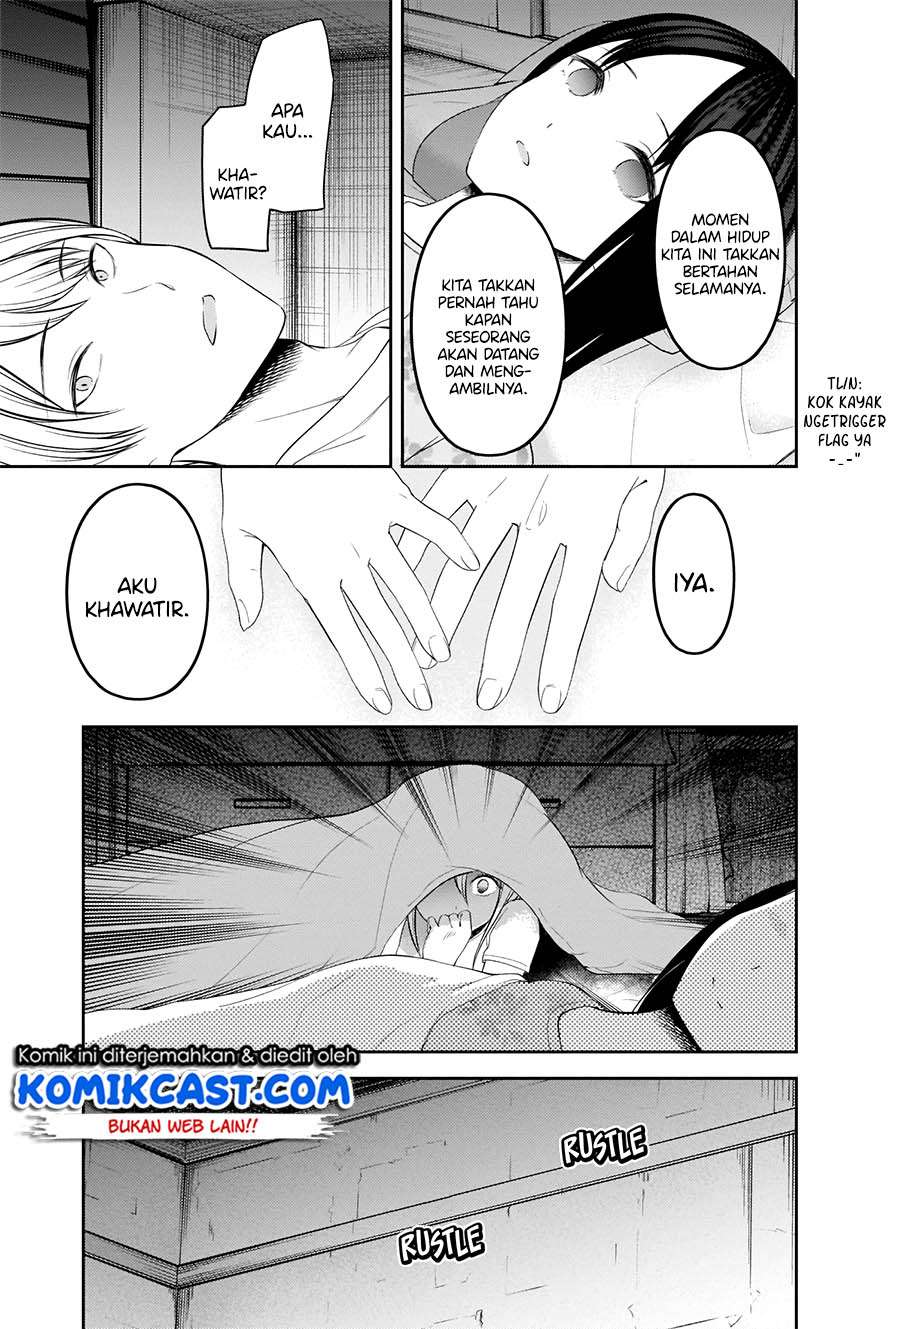 MOMEN
DALAM HIDUP
KITA INI TAKKAN
BERTAHAN
SELAMANYA.
KITA TAKKAN
PERNAH TAHU
KAPAN
SESEORANG
AKAN DATANG
DAN MENG-
AMBILNYA.
TL/N:
KOK KAYAK
NGETRIGGER
FLAG YA
-_-"
APA
KAU...
KHA-
WATIR?
IYA.
AKU
KHAWATIR.
Komik ini diterjemahkan & diedit oleh
KOMIKCAST.COM
BUKAN WEB LAIN!!
RUSTLE
RUSTLE